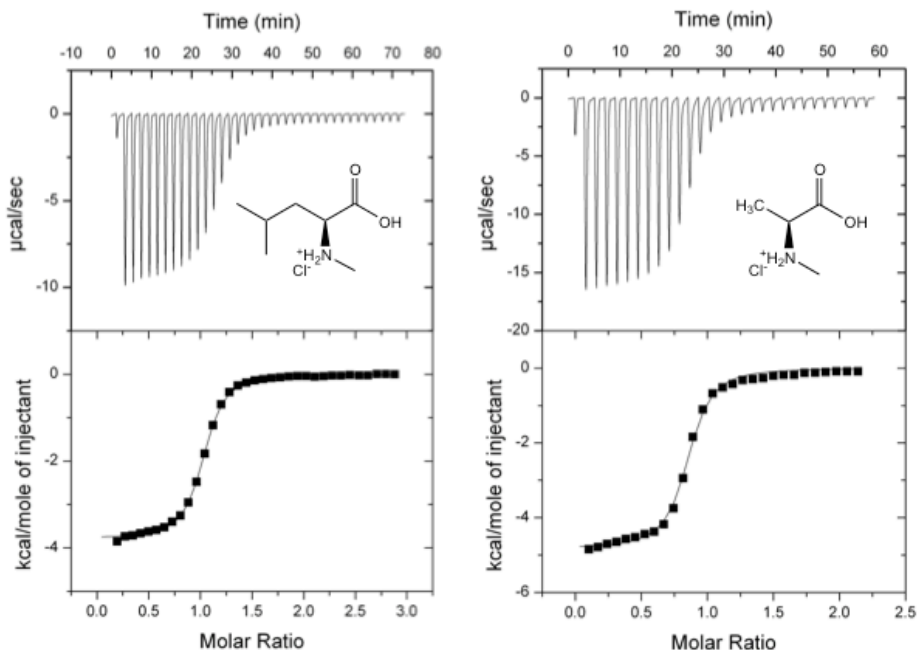 Time (min)
-10 0 10 20 30 40 50 60 70 80
0
-5
-10
µcal/sec
O
OH
+H2N
Cl-
0
-2
-4
kcal/mole of injectant
0.0 0.5 1.0 1.5 2.0 2.5 3.0
Molar Ratio
Time (min)
0 10 20 30 40 50 60
0
-5
-10
-15
-20
µcal/sec
O
H3C
OH
+H2N
Cl-
0
-2
-4
-6
kcal/mole of injectant
0.0 0.5 1.0 1.5 2.0 2.5
Molar Ratio